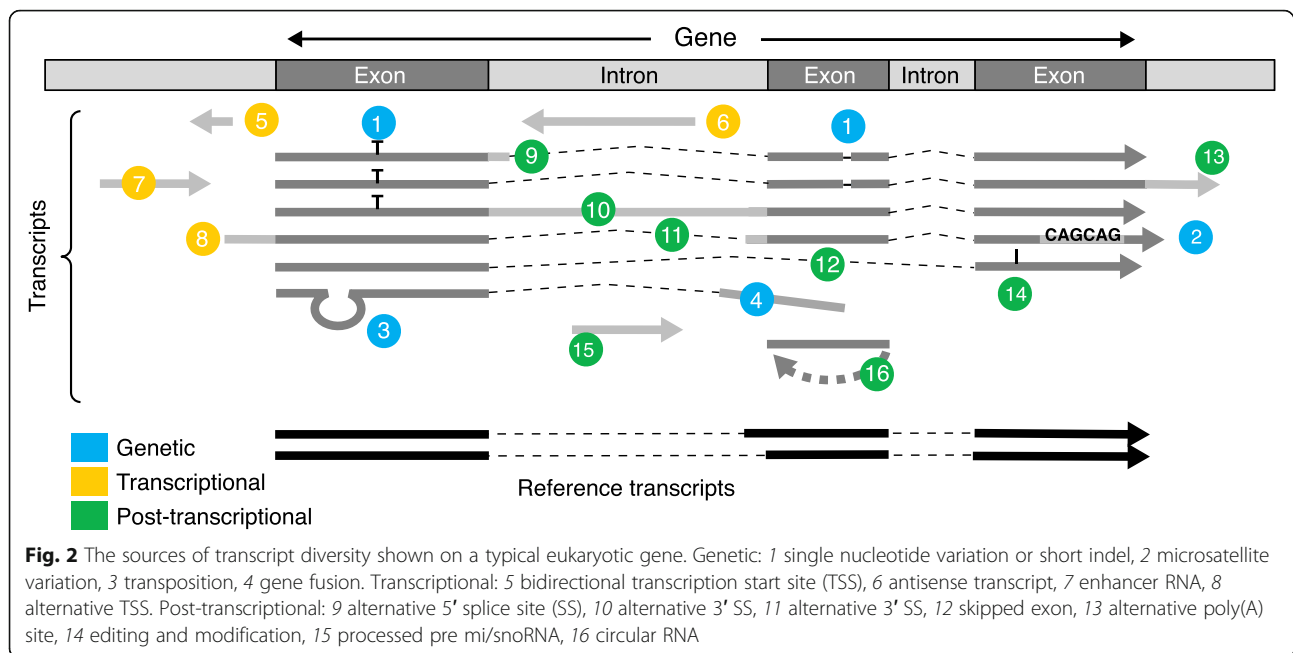 Gene
Exon Intron Exon Intron Exon
5 1 6 1
9 13
7
10
8 11 CAGCAG 2
12
14
4
3
15
16
Transcripts
Genetic
Transcriptional
Post-transcriptional
Reference transcripts
Fig. 2 The sources of transcript diversity shown on a typical eukaryotic gene. Genetic: 1 single nucleotide variation or short indel, 2 microsatellite
variation, 3 transposition, 4 gene fusion. Transcriptional: 5 bidirectional transcription start site (TSS), 6 antisense transcript, 7 enhancer RNA, 8
alternative TSS. Post-transcriptional: 9 alternative 5′ splice site (SS), 10 alternative 3′ SS, 11 alternative 3′ SS, 12 skipped exon, 13 alternative poly(A)
site, 14 editing and modification, 15 processed pre mi/snoRNA, 16 circular RNA